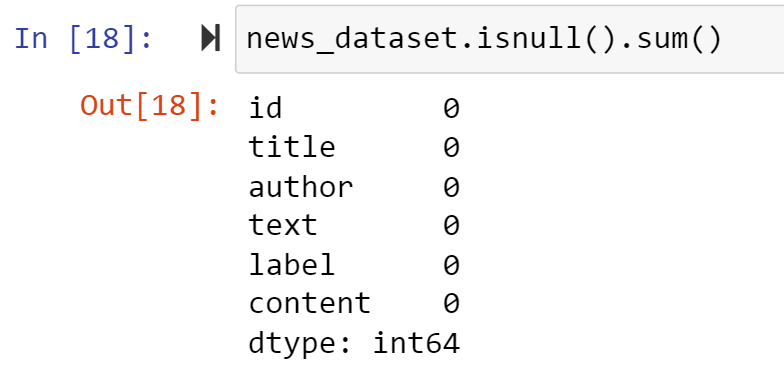 In [18]: news_dataset.isnull().sum()
Out[18]: id 0
title 0
author 0
text 0
label 0
content 0
dtype: int64